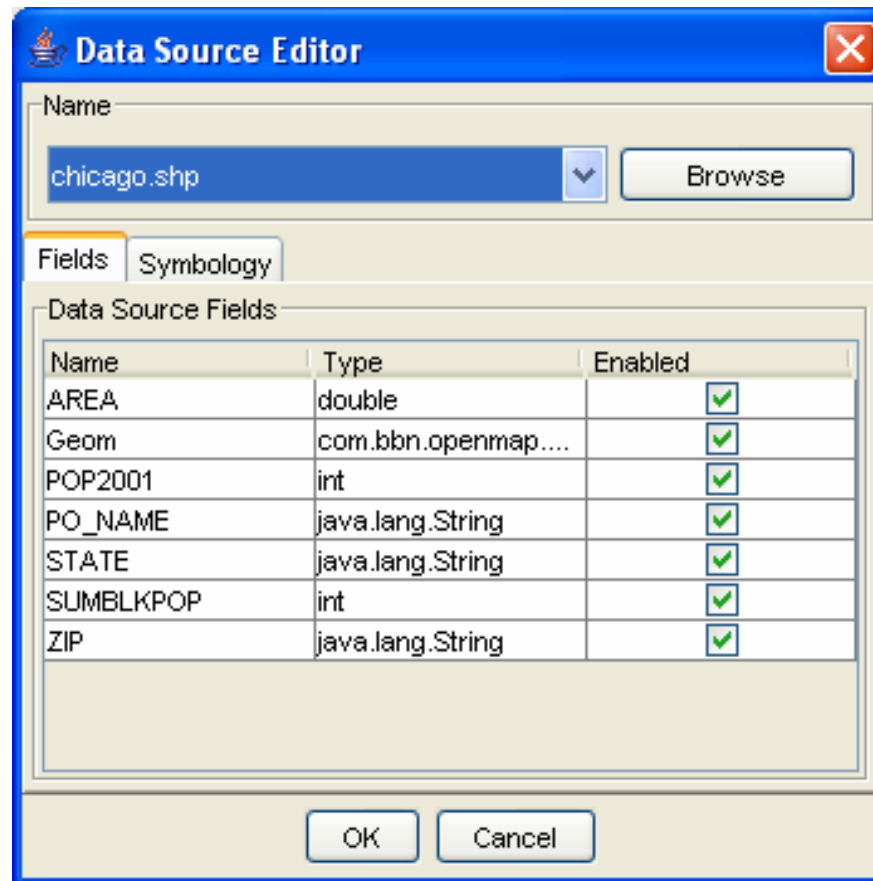 Data Source Editor
Name
chicago.shp Browse
Fields Symbology
Data Source Fields
Name Type Enabled
AREA double
Geom com.bbn.openmap....
POP2001 int
PO_NAME java.lang.String
STATE java.lang.String
SUMBLKPOP int
ZIP java.lang.String
OK Cancel